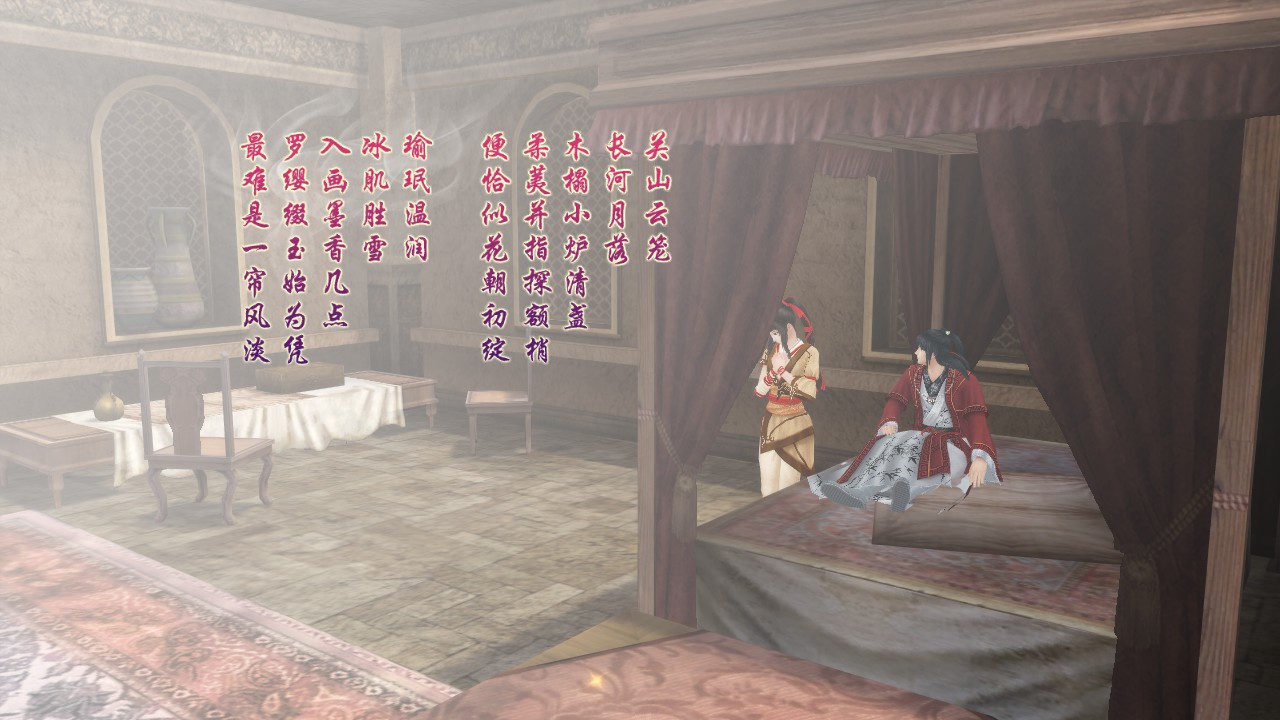 关山云笼
长河月落
木榻小炉清盏
柔荑并指探额梢
便恰似花朝初绽
瑜珉温润
冰肌胜雪
入画墨香几点
罗缨缀玉始为凭
最难是一帘风淡